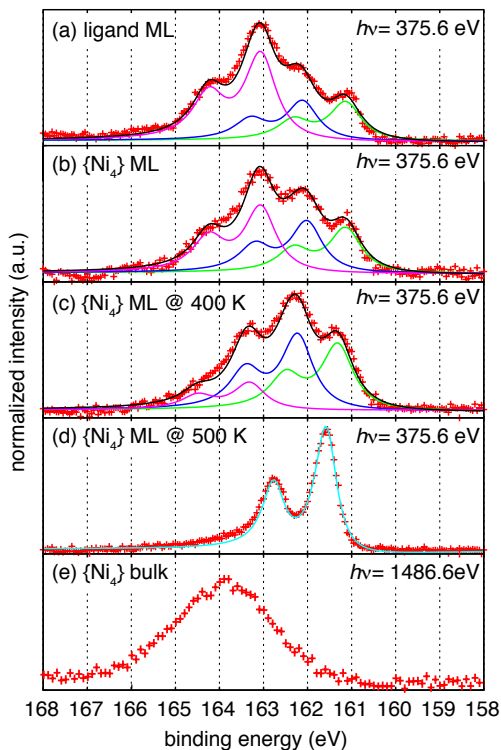 (a) ligand ML hν= 375.6 eV
(b) {Ni₄} ML hν= 375.6 eV
(c) {Ni₄} ML @ 400 K hν= 375.6 eV
(d) {Ni₄} ML @ 500 K hν= 375.6 eV
(e) {Ni₄} bulk hν= 1486.6eV
normalized intensity (a.u.)
168 167 166 165 164 163 162 161 160 159 158
binding energy (eV)